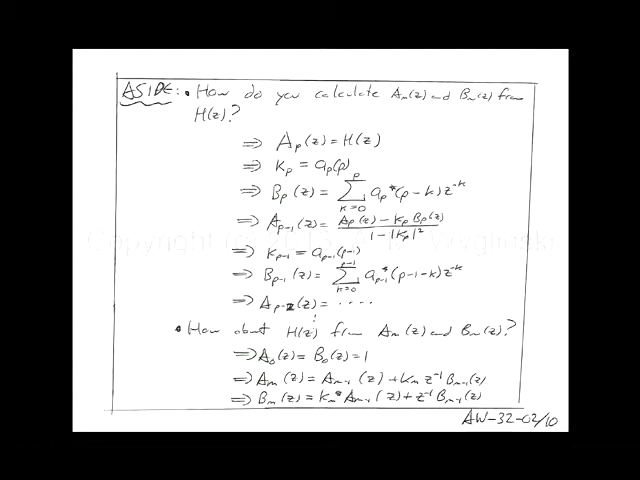 ASIDE: • How do you calculate Am(z) and Bm(z) from
H(z)?
⇒ Ap(z) = H(z)
⇒ Kp = ap(p)
⇒ Bp(z) = ∑_{k=0}^{p} ap*(p-k) z^{-k}
⇒ Ap-1(z) = (Ap(z) - Kp Bp(z)) / (1 - |Kp|²)
⇒ Kp-1 = ap-1(p-1)
⇒ Bp-1(z) = ∑_{k=0}^{p-1} ap-1*(p-1-k) z^{-k}
⇒ Ap-2(z) = ....
• How about H(z) from Am(z) and Bm(z)?
⇒ A0(z) = B0(z) = 1
⇒ Am(z) = Am-1(z) + Km z^{-1} Bm-1(z)
⇒ Bm(z) = Km* Am-1(z) + z^{-1} Bm-1(z)
AW-32-02/10